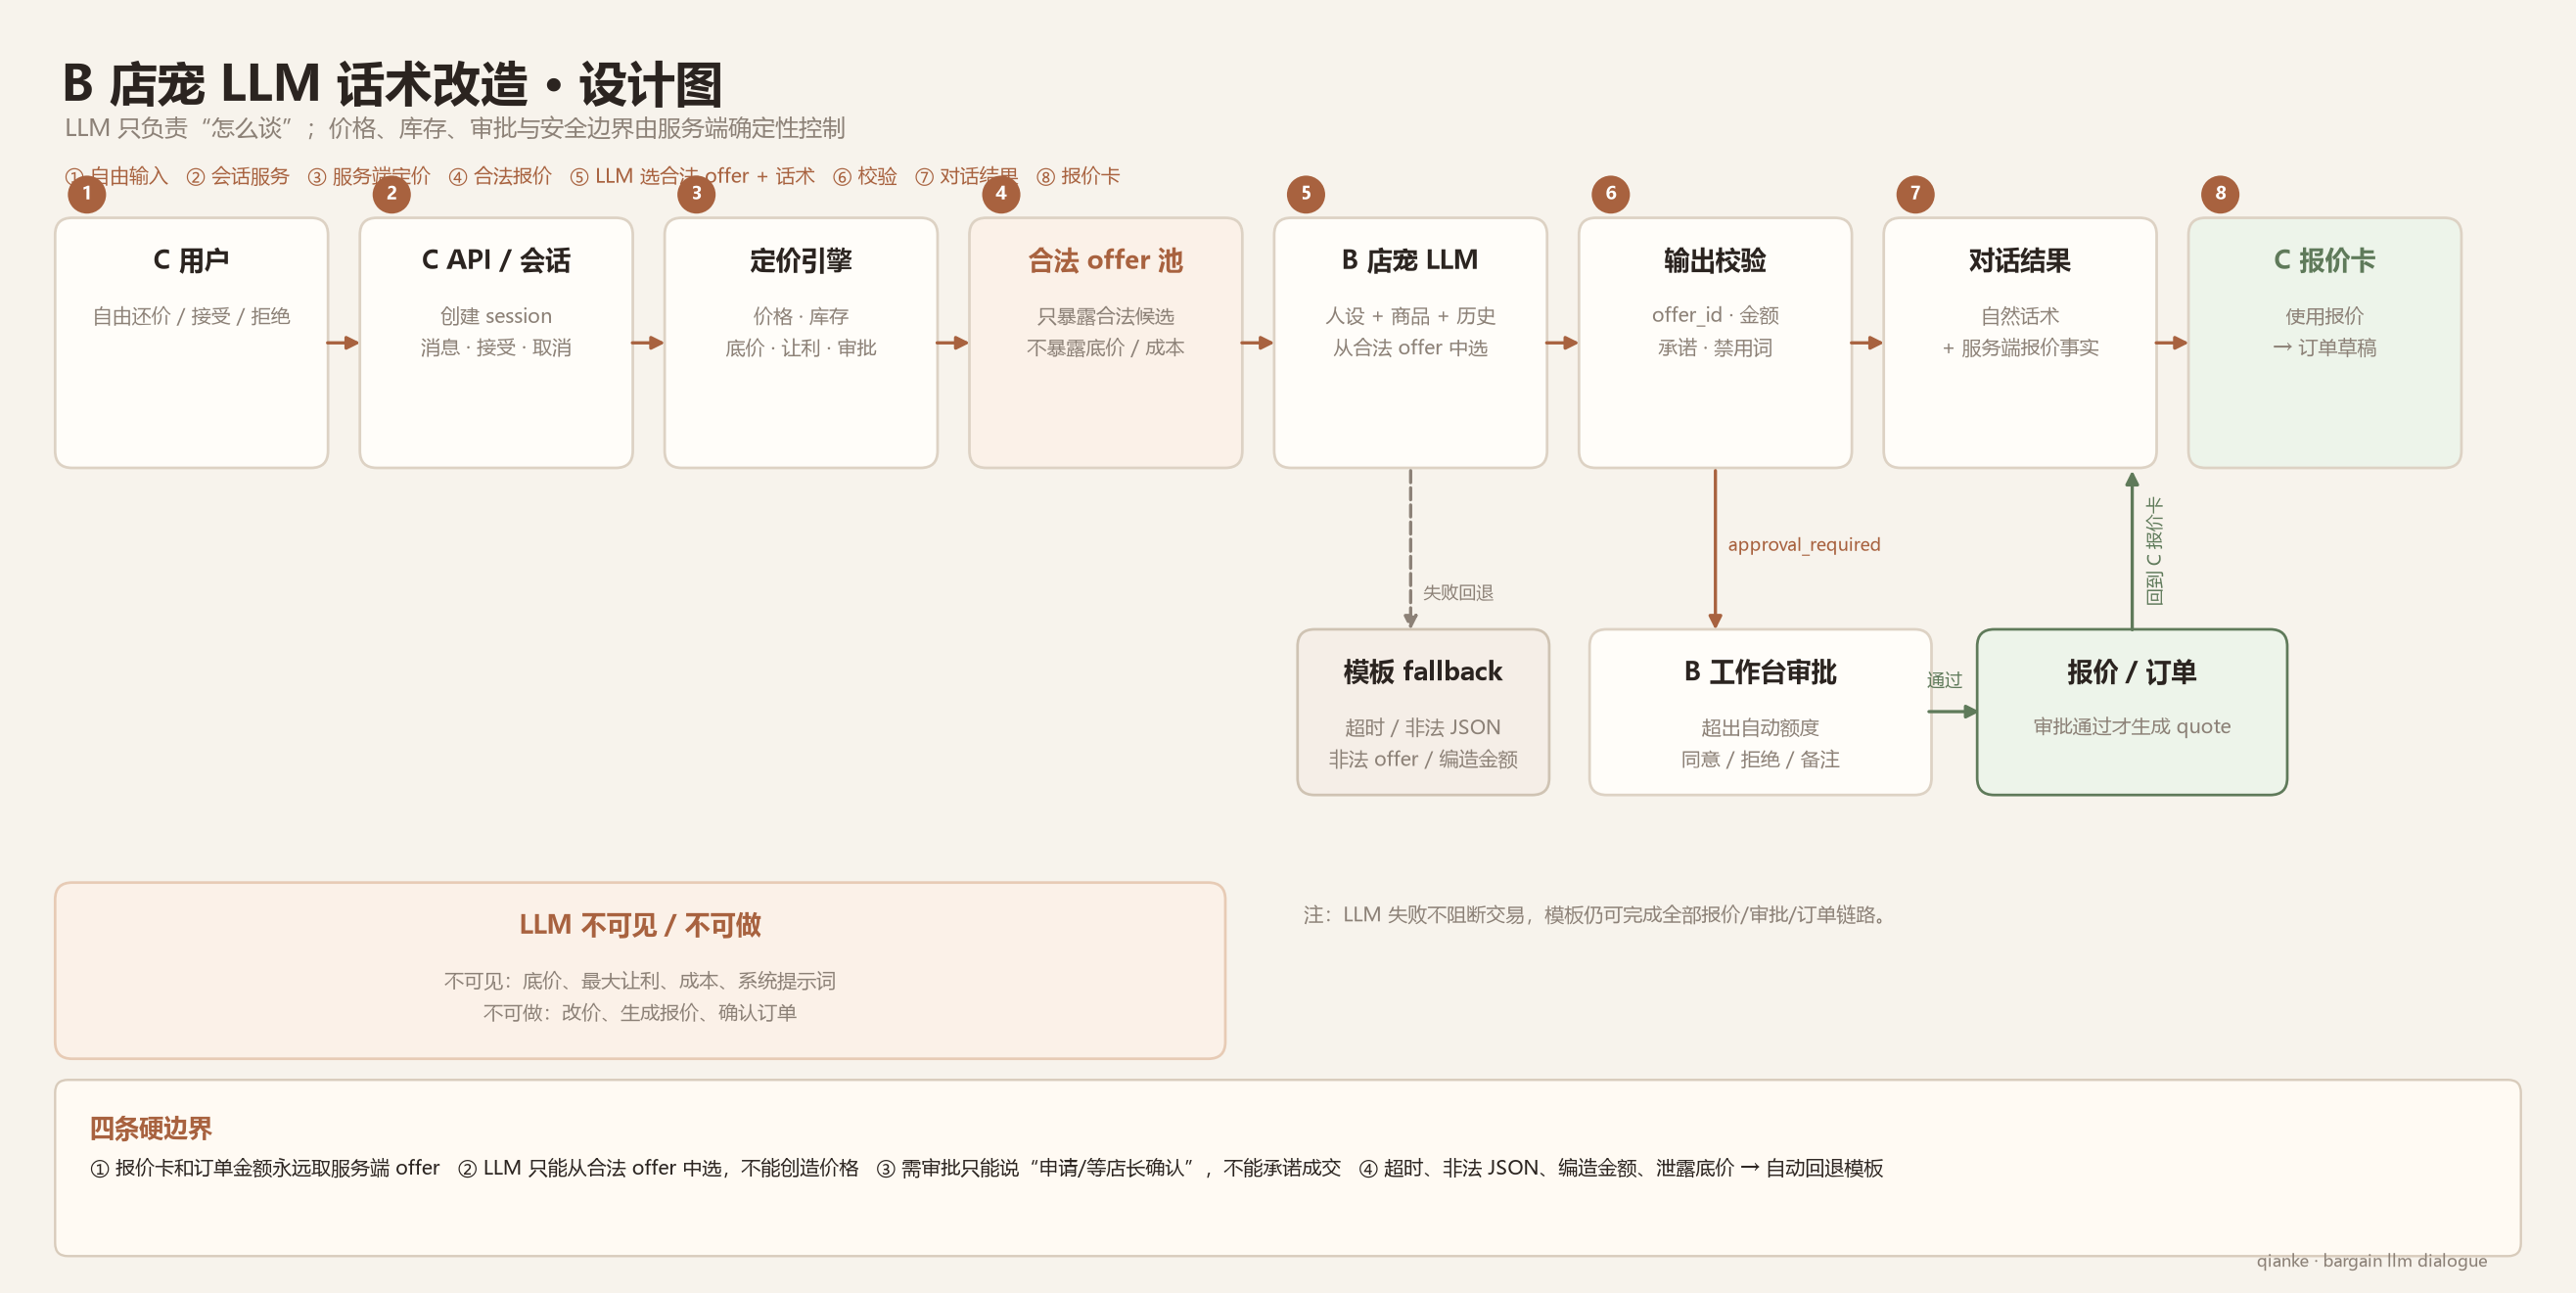 B 店宠 LLM 话术改造 • 设计图
LLM 只负责“怎么谈”；价格、库存、审批与安全边界由服务端确定性控制
① 自由输入 ② 会话服务 ③ 服务端定价 ④ 合法报价 ⑤ LLM 选合法 offer + 话术 ⑥ 校验 ⑦ 对话结果 ⑧ 报价卡
1
C 用户
自由还价 / 接受 / 拒绝
2
C API / 会话
创建 session
消息 · 接受 · 取消
3
定价引擎
价格 · 库存
底价 · 让利 · 审批
4
合法 offer 池
只暴露合法候选
不暴露底价 / 成本
5
B 店宠 LLM
人设 + 商品 + 历史
从合法 offer 中选
6
输出校验
offer_id · 金额
承诺 · 禁用词
7
对话结果
自然话术
+ 服务端报价事实
8
C 报价卡
使用报价
→ 订单草稿
失败回退
approval_required
回到 C 报价卡
模板 fallback
超时 / 非法 JSON
非法 offer / 编造金额
B 工作台审批
超出自动额度
同意 / 拒绝 / 备注
通过
报价 / 订单
审批通过才生成 quote
LLM 不可见 / 不可做
不可见：底价、最大让利、成本、系统提示词
不可做：改价、生成报价、确认订单
注：LLM 失败不阻断交易，模板仍可完成全部报价/审批/订单链路。
四条硬边界
① 报价卡和订单金额永远取服务端 offer ② LLM 只能从合法 offer 中选，不能创造价格 ③ 需审批只能说“申请/等店长确认”，不能承诺成交 ④ 超时、非法 JSON、编造金额、泄露底价 → 自动回退模板
qianke · bargain llm dialogue